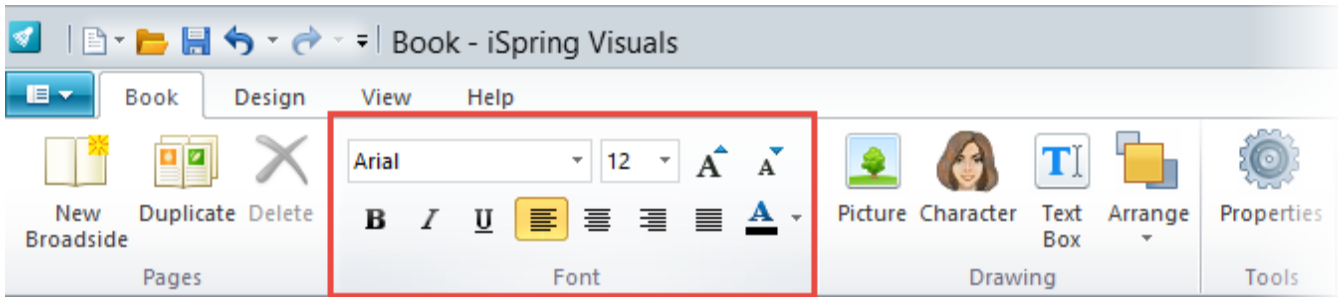 Book - iSpring Visuals
Book Design View Help
Arial 12 A A
New Broadside Duplicate Delete
B I U A
Picture Character Text Box Arrange Properties
Pages Font Drawing Tools